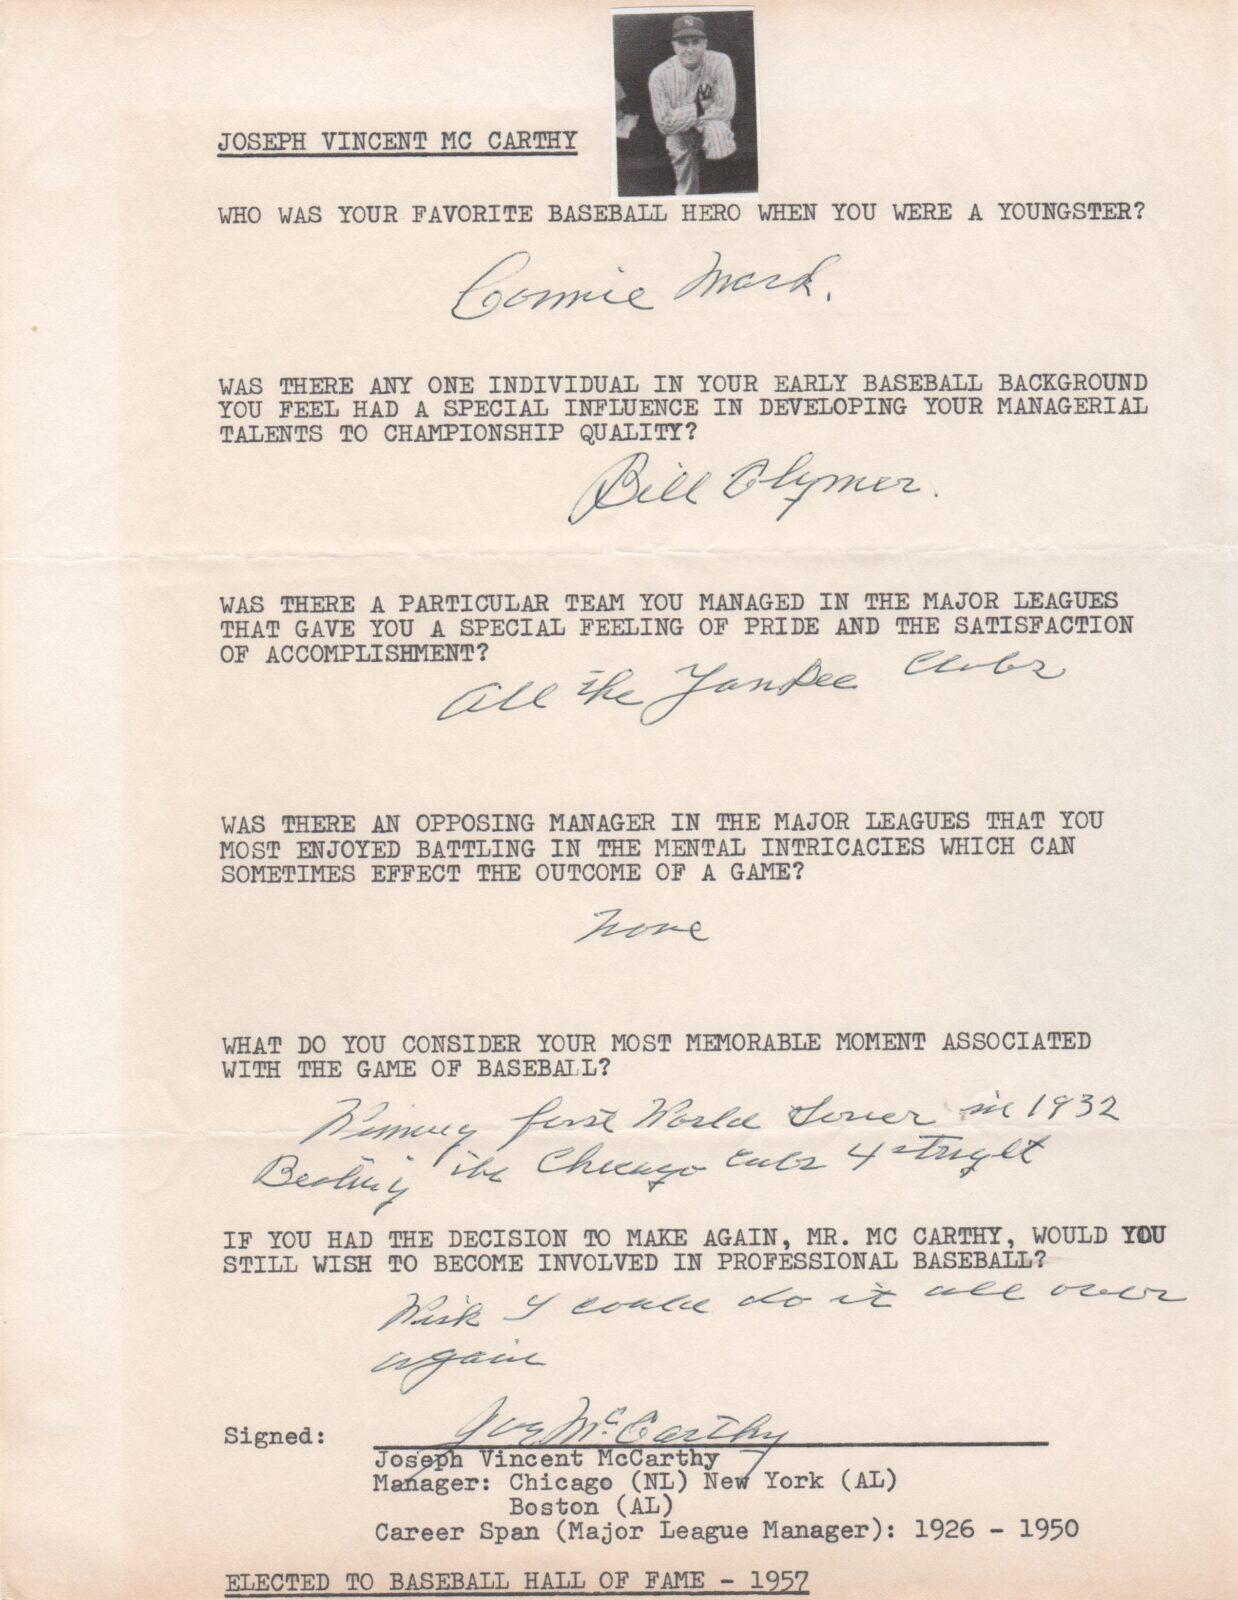 JOSEPH VINCENT MC CARTHY
WHO WAS YOUR FAVORITE BASEBALL HERO WHEN YOU WERE A YOUNGSTER?
Connie Mack.
WAS THERE ANY ONE INDIVIDUAL IN YOUR EARLY BASEBALL BACKGROUND
YOU FEEL HAD A SPECIAL INFLUENCE IN DEVELOPING YOUR MANAGERIAL
TALENTS TO CHAMPIONSHIP QUALITY?
Bill Clymer.
WAS THERE A PARTICULAR TEAM YOU MANAGED IN THE MAJOR LEAGUES
THAT GAVE YOU A SPECIAL FEELING OF PRIDE AND THE SATISFACTION
OF ACCOMPLISHMENT?
All the Yankee Clubs
WAS THERE AN OPPOSING MANAGER IN THE MAJOR LEAGUES THAT YOU
MOST ENJOYED BATTLING IN THE MENTAL INTRICACIES WHICH CAN
SOMETIMES EFFECT THE OUTCOME OF A GAME?
None
WHAT DO YOU CONSIDER YOUR MOST MEMORABLE MOMENT ASSOCIATED
WITH THE GAME OF BASEBALL?
Winning first World Series in 1932
Beating the Chicago Cubs 4 straight
IF YOU HAD THE DECISION TO MAKE AGAIN, MR. MC CARTHY, WOULD YOU
STILL WISH TO BECOME INVOLVED IN PROFESSIONAL BASEBALL?
Wish I could do it all over
again
Signed: Joe McCarthy
Joseph Vincent McCarthy
Manager: Chicago (NL) New York (AL)
Boston (AL)
Career Span (Major League Manager): 1926 - 1950
ELECTED TO BASEBALL HALL OF FAME - 1957